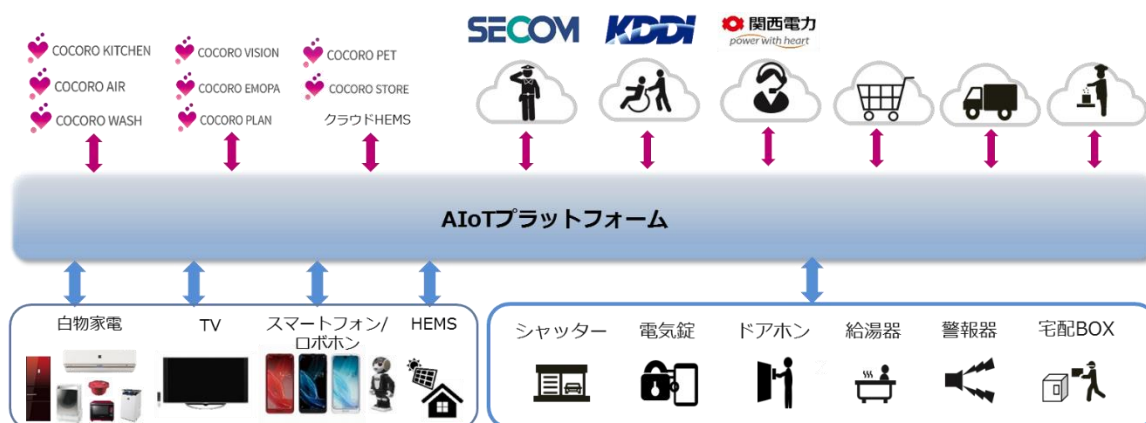 COCORO KITCHEN
COCORO AIR
COCORO WASH
COCORO VISION
COCORO EMOPA
COCORO PLAN
COCORO PET
COCORO STORE
クラウドHEMS
SECOM
KDDI
関西電力
power with heart
AIoTプラットフォーム
白物家電
TV
スマートフォン/
ロボホン
HEMS
シャッター
電気錠
ドアホン
給湯器
警報器
宅配BOX